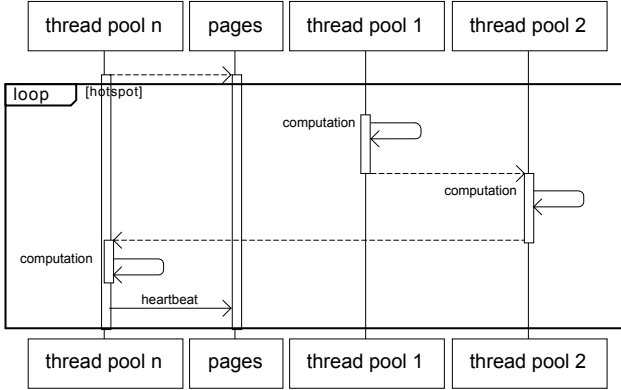 thread pool n
pages
thread pool 1
thread pool 2
loop
[hotspot]
computation
computation
computation
heartbeat
thread pool n
pages
thread pool 1
thread pool 2